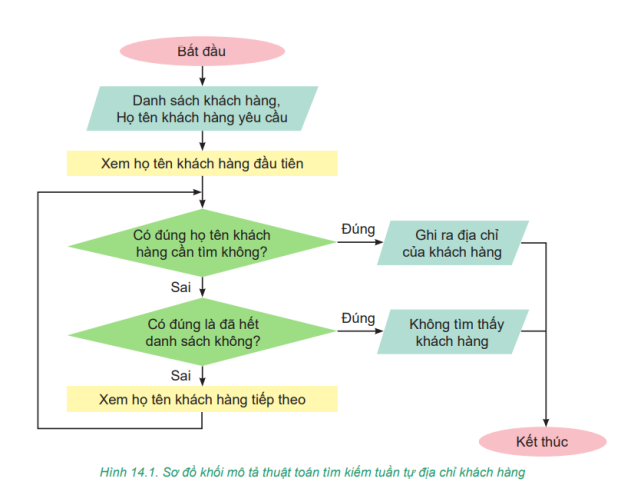 Bắt đầu
Danh sách khách hàng,
Họ tên khách hàng yêu cầu
Xem họ tên khách hàng đầu tiên
Có đúng họ tên khách
hàng cần tìm không?
Đúng
Ghi ra địa chỉ
của khách hàng
Sai
Có đúng là đã hết
danh sách không?
Đúng
Không tìm thấy
khách hàng
Sai
Xem họ tên khách hàng tiếp theo
Kết thúc
Hình 14.1. Sơ đồ khối mô tả thuật toán tìm kiếm tuần tự địa chỉ khách hàng